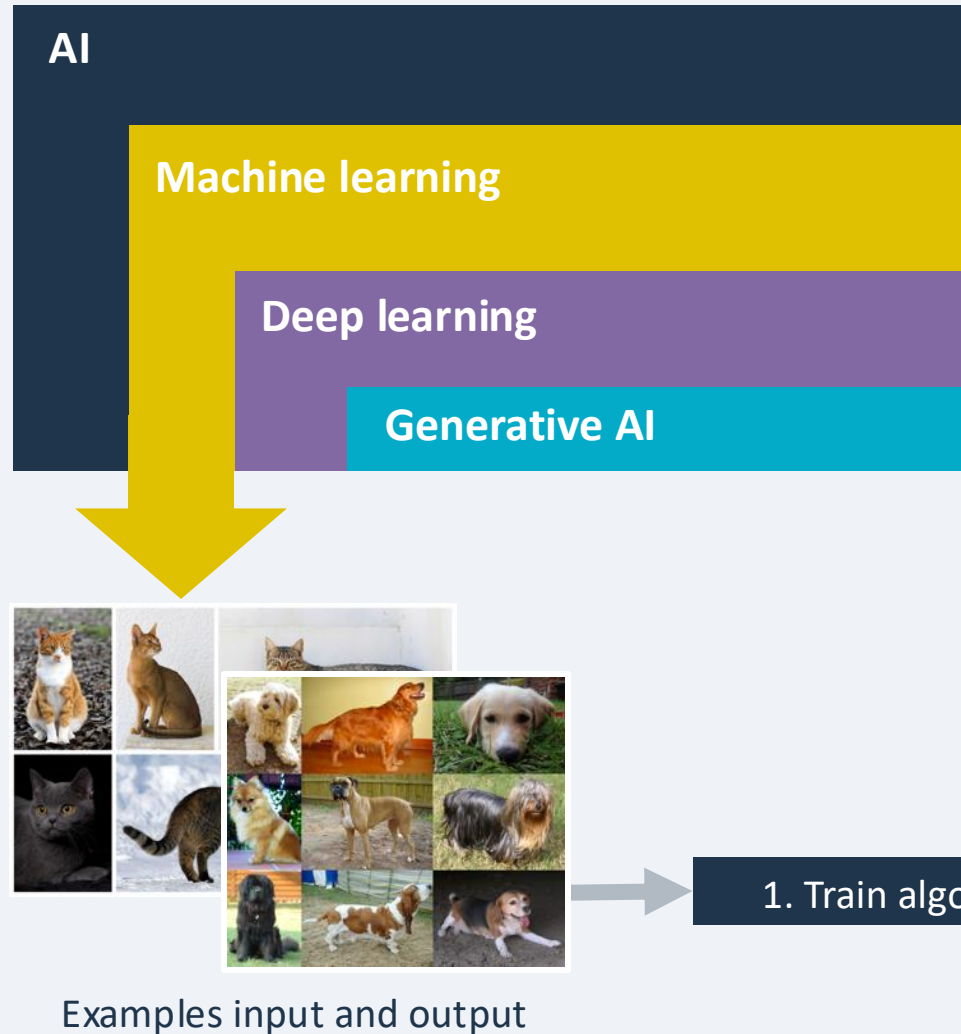 AI
Machine learning
Deep learning
Generative AI
1. Train algo
Examples input and output